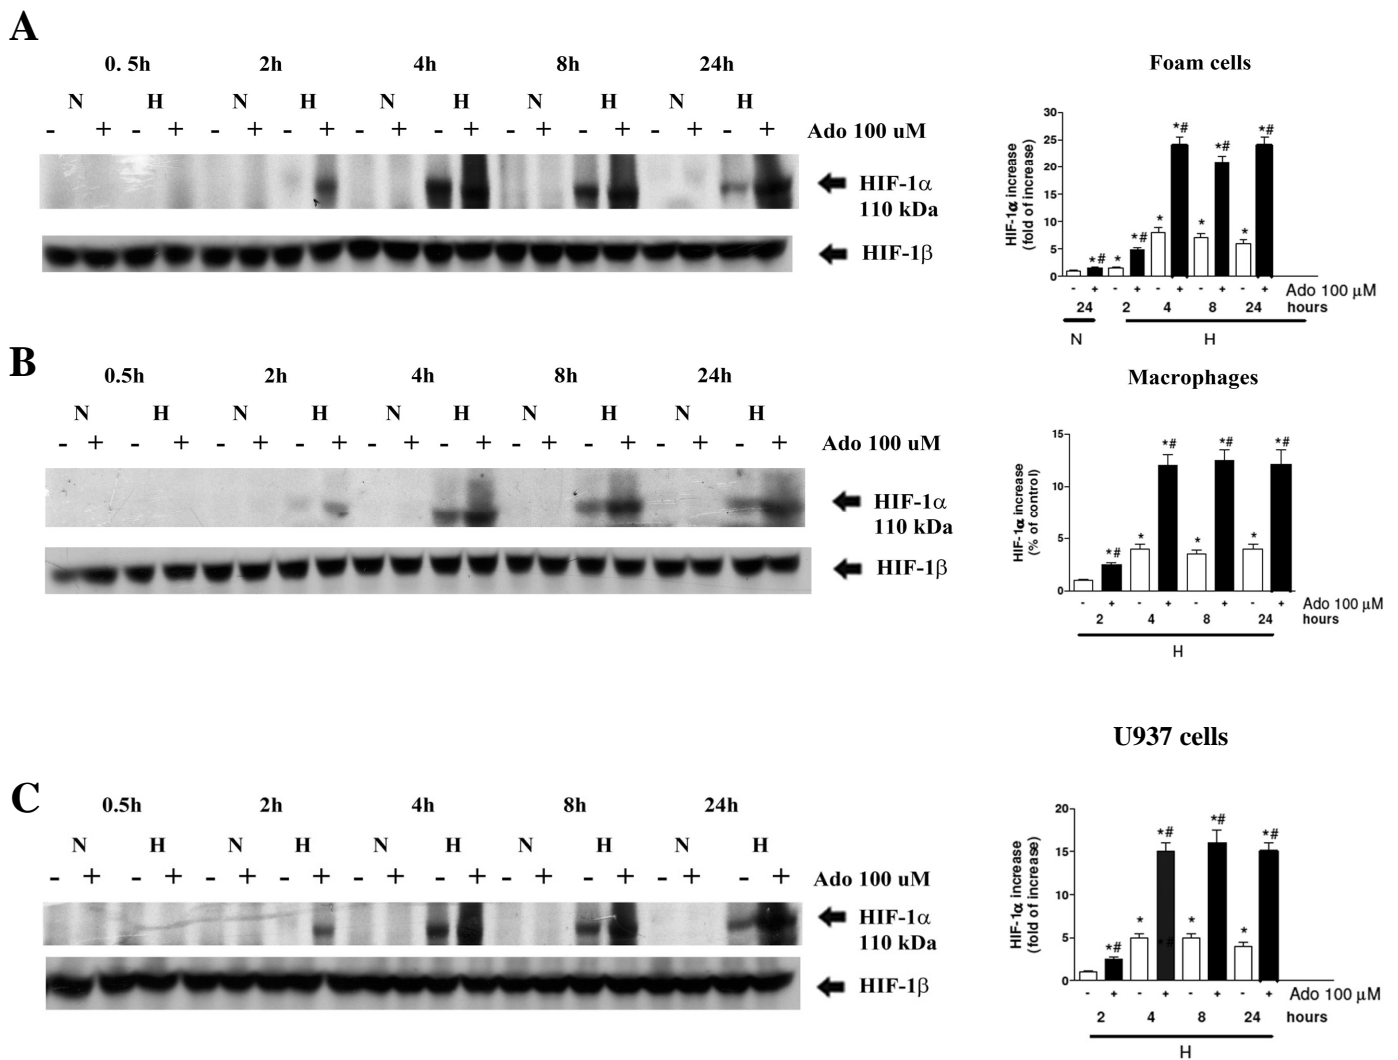 A
0. 5h 2h 4h 8h 24h
N H N H N H N H N H
- + - + - + - + - + - + - + - + - + - + Ado 100 uM
HIF-1α
110 kDa
HIF-1β
Foam cells
HIF-1α increase
(fold of increase)
30
25
20
15
10
5
0
*# * *# * *# * *# * *#
- + - + - + - + - + Ado 100 μM
24 2 4 8 24 hours
N H
B
0.5h 2h 4h 8h 24h
N H N H N H N H N H
- + - + - + - + - + - + - + - + - + - + Ado 100 uM
HIF-1α
110 kDa
HIF-1β
Macrophages
HIF-1α increase
(% of control)
15
10
5
0
*# * *# * *# * *#
- + - + - + - + Ado 100 μM
2 4 8 24 hours
H
C
0.5h 2h 4h 8h 24h
N H N H N H N H N H
- + - + - + - + - + - + - + - + - + - + Ado 100 uM
HIF-1α
110 kDa
HIF-1β
U937 cells
HIF-1α increase
(fold of increase)
20
15
10
5
0
*# * *# * *# * *#
*#
- + - + - + - + Ado 100 μM
2 4 8 24 hours
H